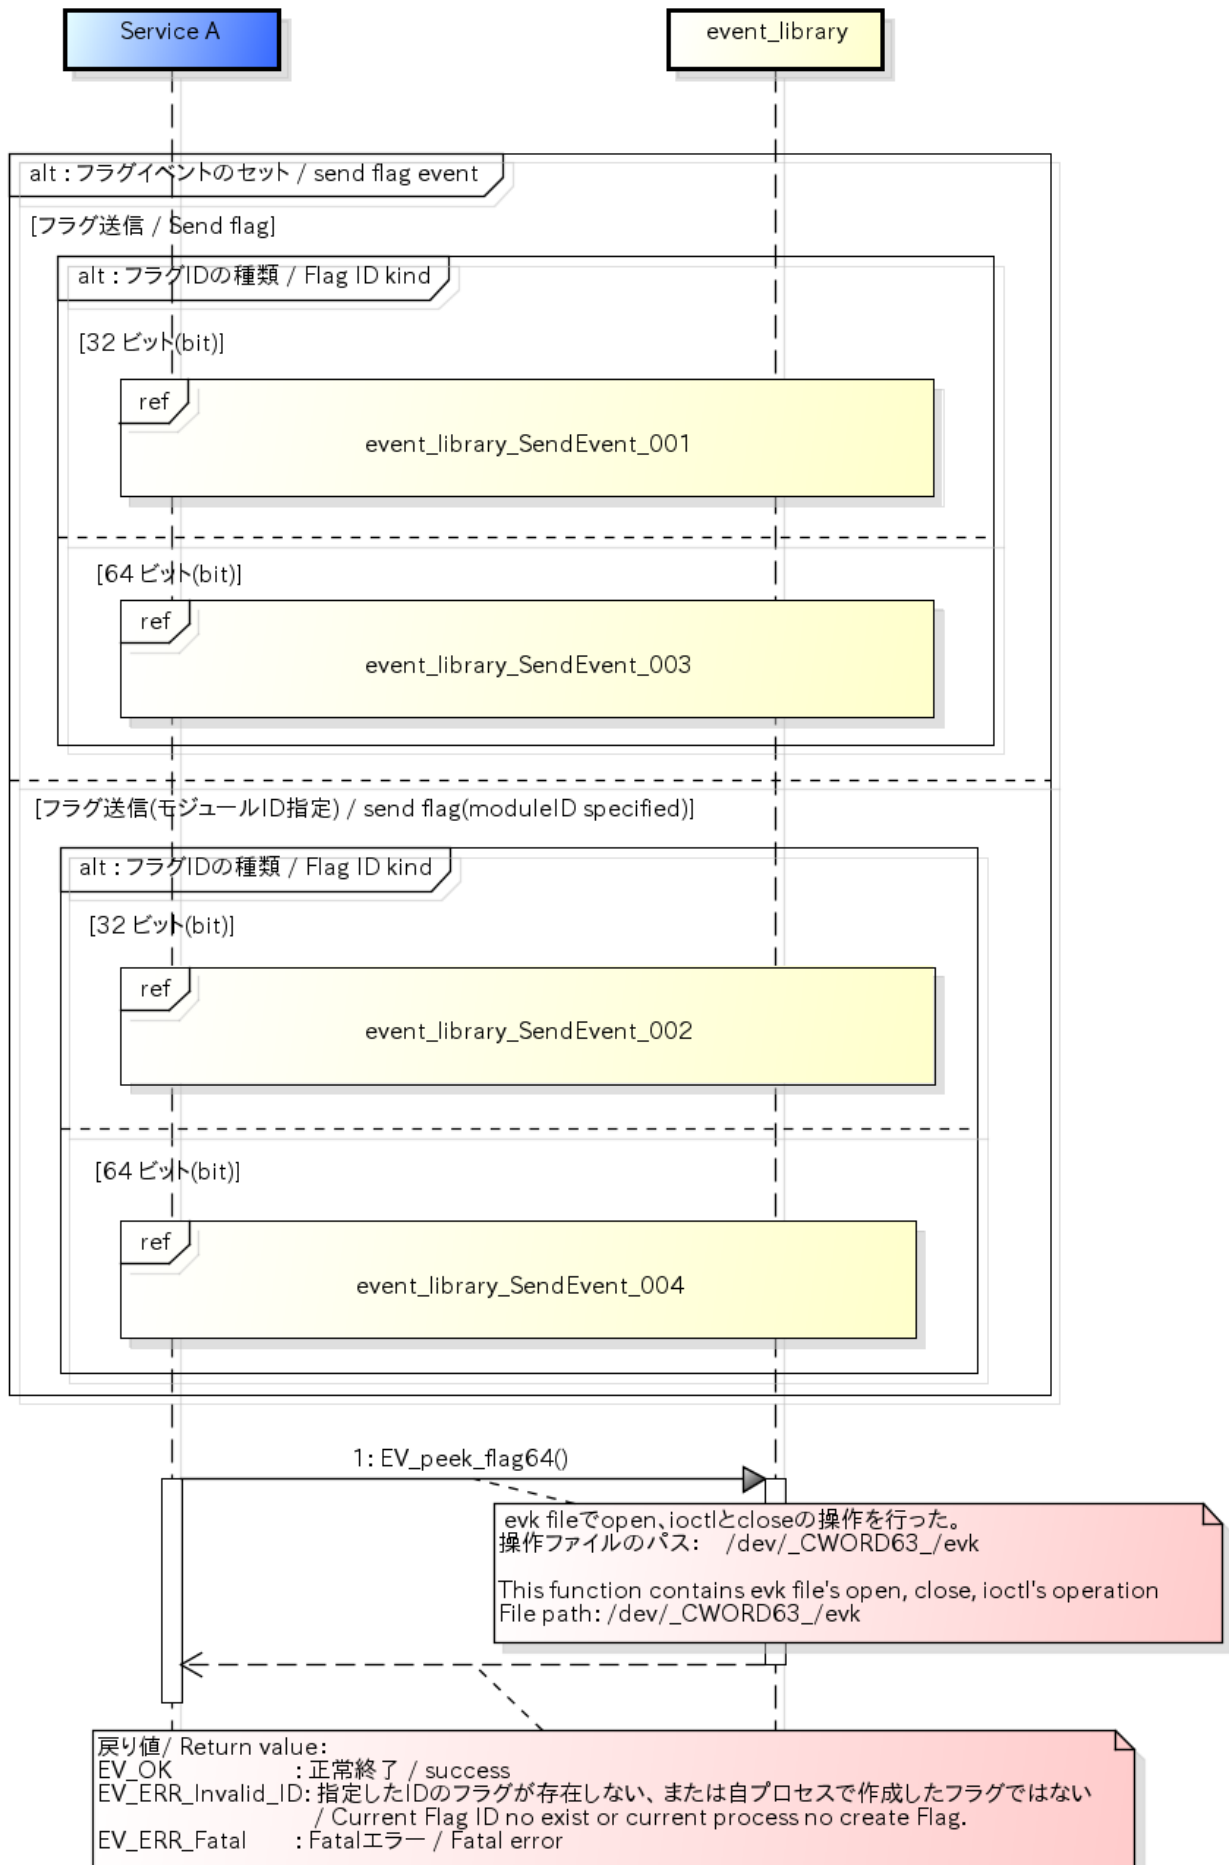 Service A
event_library
alt : フラグイベントのセット / send flag event
[フラグ送信 / Send flag]
alt : フラグIDの種類 / Flag ID kind
[32 ビット(bit)]
ref
event_library_SendEvent_001
[64 ビット(bit)]
ref
event_library_SendEvent_003
[フラグ送信(モジュールID指定) / send flag(moduleID specified)]
alt : フラグIDの種類 / Flag ID kind
[32 ビット(bit)]
ref
event_library_SendEvent_002
[64 ビット(bit)]
ref
event_library_SendEvent_004
1: EV_peek_flag64()
evk fileでopen、ioctlとcloseの操作を行った。
操作ファイルのパス: /dev/_CWORD63_/evk
This function contains evk file's open, close, ioctl's operation
File path: /dev/_CWORD63_/evk
戻り値/ Return value:
EV_OK : 正常終了 / success
EV_ERR_Invalid_ID: 指定したIDのフラグが存在しない、または自プロセスで作成したフラグではない
/ Current Flag ID no exist or current process no create Flag.
EV_ERR_Fatal : Fatalエラー / Fatal error